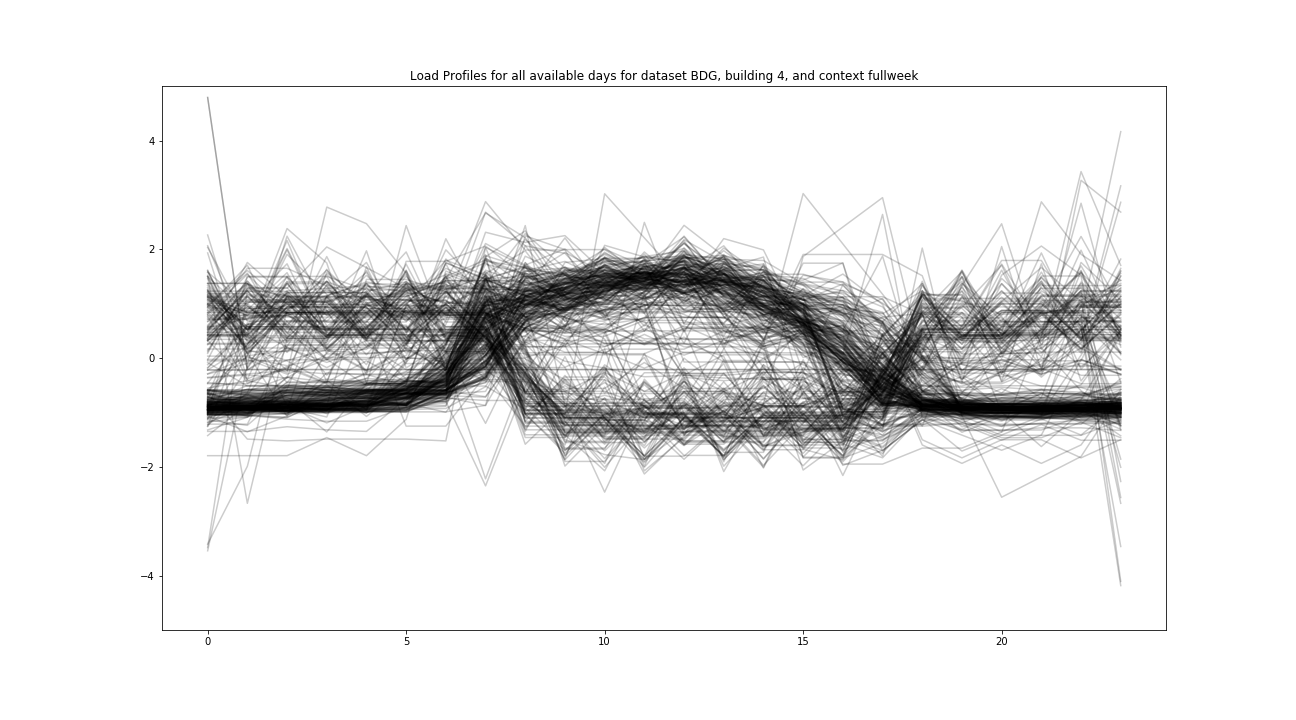 Load Profiles for all available days for dataset BDG, building 4, and context fullweek
4
2
0
−2
−4
0 5 10 15 20